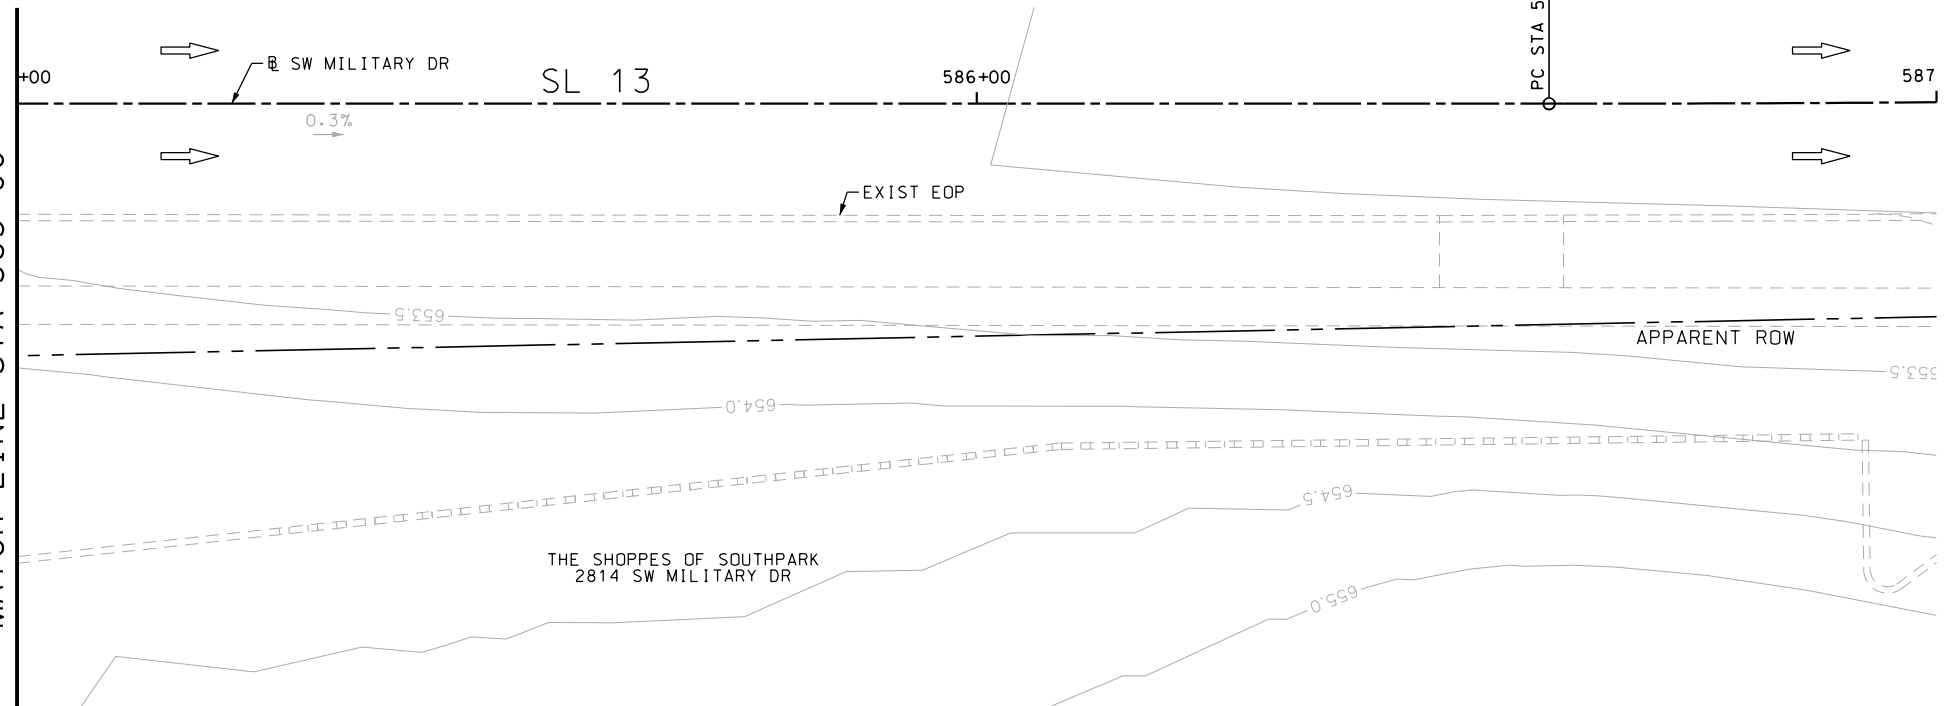 PC STA 5
℄ SW MILITARY DR
+00
SL 13
586+00
587
0.3%
EXIST EOP
653.5
APPARENT ROW
653.5
654.0
654.5
THE SHOPPES OF SOUTHPARK
2814 SW MILITARY DR
655.0